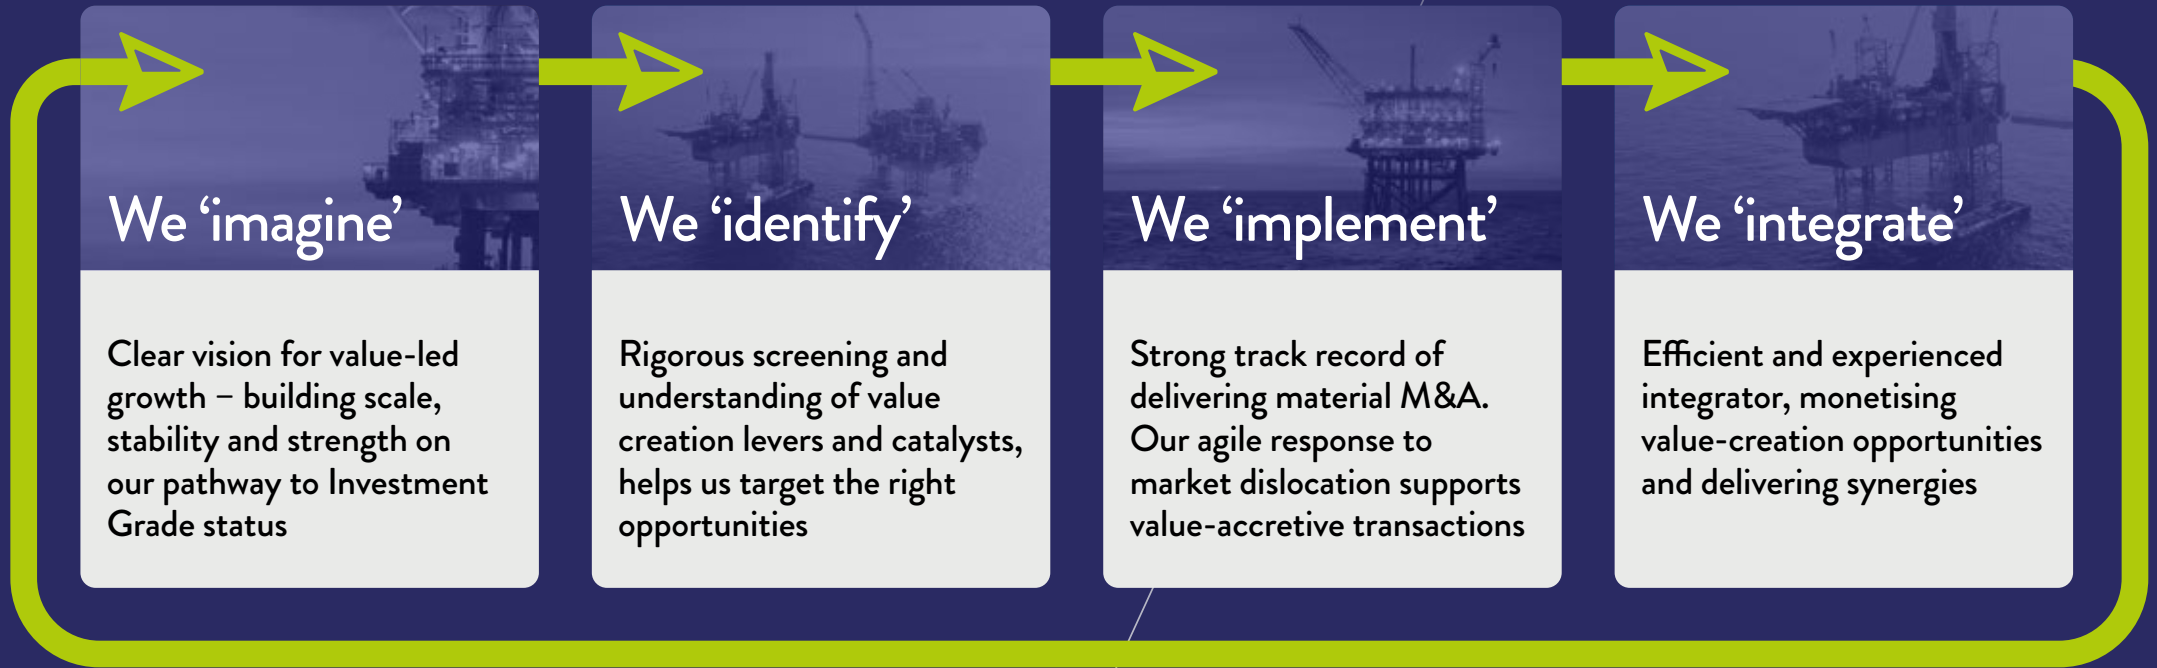 We ‘imagine’
Clear vision for value-led
growth – building scale,
stability and strength on
our pathway to Investment
Grade status
We ‘identify’
Rigorous screening and
understanding of value
creation levers and catalysts,
helps us target the right
opportunities
We ‘implement’
Strong track record of
delivering material M&A.
Our agile response to
market dislocation supports
value-accretive transactions
We ‘integrate’
Efficient and experienced
integrator, monetising
value-creation opportunities
and delivering synergies